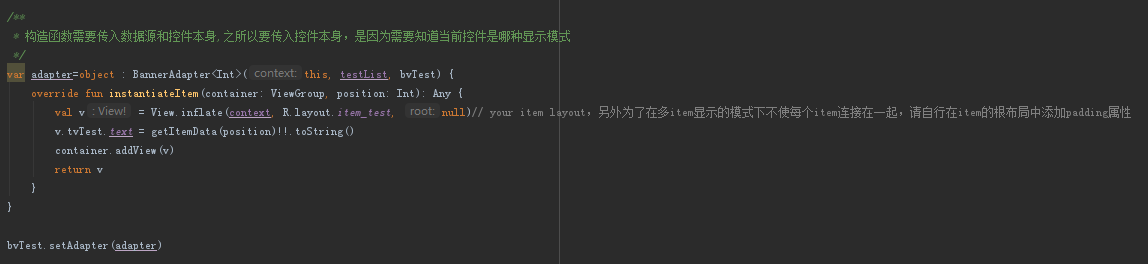 /**
 * 构造函数需要传入数据源和控件本身,之所以要传入控件本身，是因为需要知道当前控件是哪种显示模式
 */
var adapter=object : BannerAdapter<Int>( context: this, testList, bvTest) {
    override fun instantiateItem(container: ViewGroup, position: Int): Any {
        val v : View! = View.inflate(context, R.layout.item_test, root: null)// your item layout，另外为了在多item显示的模式下不使每个item连接在一起，请自行在item的根布局中添加padding属性
        v.tvTest.text = getItemData(position)!!.toString()
        container.addView(v)
        return v
    }
}
bvTest.setAdapter(adapter)